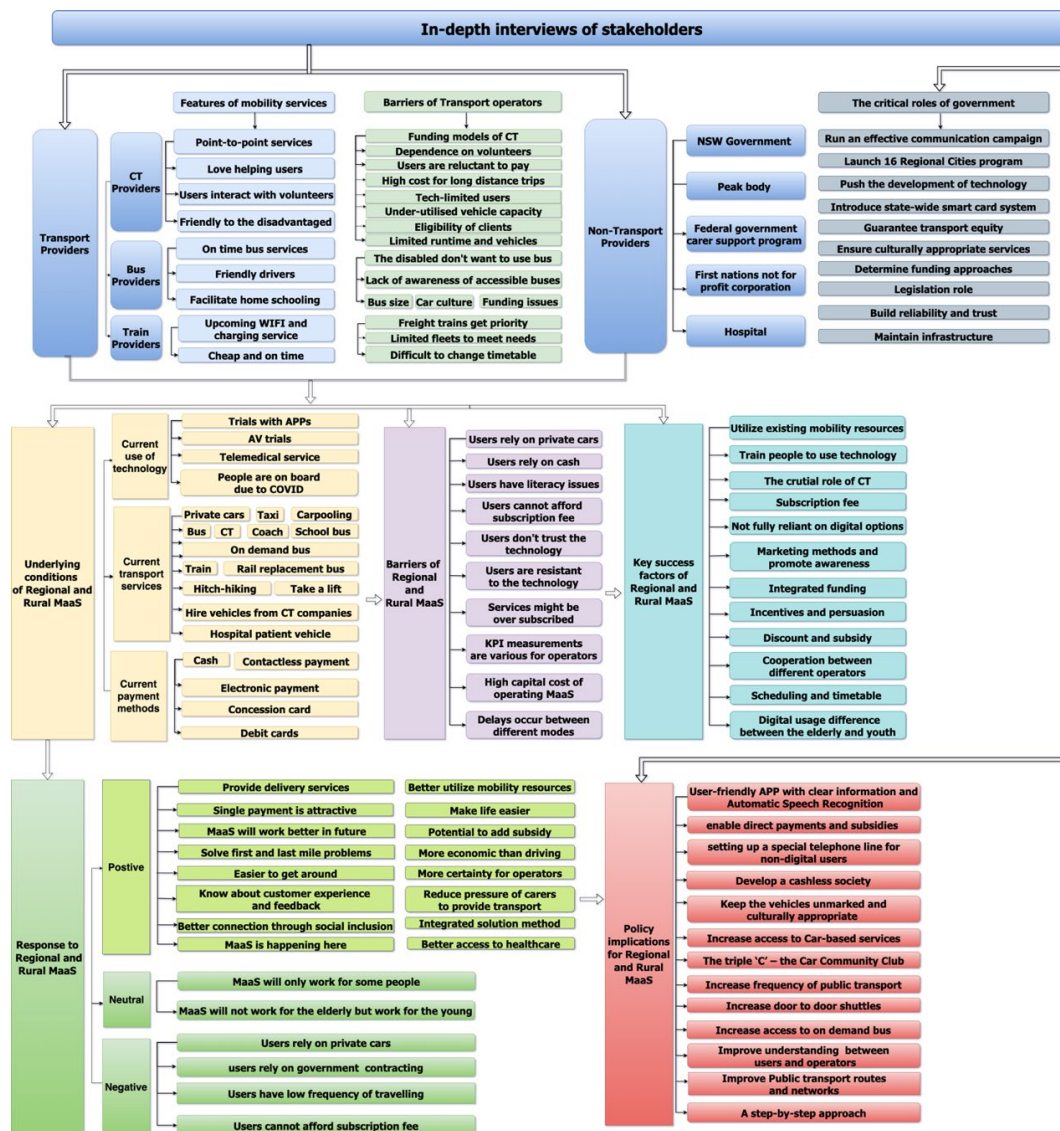 In-depth interviews of stakeholders
Features of mobility services
Barriers of Transport operators
The critical roles of government
Transport
Providers
CT
Providers
Point-to-point services
Love helping users
Users interact with volunteers
Friendly to the disadvantaged
Bus
Providers
On time bus services
Friendly drivers
Facilitate home schooling
Train
Providers
Upcoming WIFI and
charging service
Cheap and on time
Funding models of CT
Dependence on volunteers
Users are reluctant to pay
High cost for long distance trips
Tech-limited users
Under-utilised vehicle capacity
Eligibility of clients
Limited runtime and vehicles
The disabled don't want to use bus
Lack of awareness of accessible buses
Bus size
Car culture
Funding issues
Freight trains get priority
Limited fleets to meet needs
Difficult to change timetable
Non-Transport
Providers
NSW Government
Peak body
Federal government
carer support program
First nations not for
profit corporation
Hospital
Run an effective communication campaign
Launch 16 Regional Cities program
Push the development of technology
Introduce state-wide smart card system
Guarantee transport equity
Ensure culturally appropriate services
Determine funding approaches
Legislation role
Build reliability and trust
Maintain infrastructure
Underlying
conditions
of Regional and
Rural MaaS
Current
use of
technology
Trials with APPs
AV trials
Telemedical service
People are on board
due to COVID
Current
transport
services
Private cars
Taxi
Carpooling
Bus
CT
Coach
School bus
On demand bus
Train
Rail replacement bus
Hitch-hiking
Take a lift
Hire vehicles from CT companies
Hospital patient vehicle
Current
payment
methods
Cash
Contactless payment
Electronic payment
Concession card
Debit cards
Barriers of
Regional
and
Rural MaaS
Users rely on private cars
Users rely on cash
Users have literacy issues
Users cannot afford
subscription fee
Users don't trust the
technology
Users are resistant
to the technology
Services might be
over subscribed
KPI measurements
are various for operators
High capital cost of
operating MaaS
Delays occur between
different modes
Key success
factors of
Regional and
Rural MaaS
Utilize existing mobility resources
Train people to use technology
The crutial role of CT
Subscription fee
Not fully reliant on digital options
Marketing methods and
promote awareness
Integrated funding
Incentives and persuasion
Discount and subsidy
Cooperation between
different operators
Scheduling and timetable
Digital usage difference
between the elderly and youth
Response to
Regional and
Rural MaaS
Postive
Provide delivery services
Single payment is attractive
MaaS will work better in future
Solve first and last mile problems
Easier to get around
Know about customer experience
and feedback
Better connection through social inclusion
MaaS is happening here
Better utilize mobility resources
Make life easier
Potential to add subsidy
More economic than driving
More certainty for operators
Reduce pressure of carers
to provide transport
Integrated solution method
Better access to healthcare
Neutral
MaaS will only work for some people
MaaS will not work for the elderly but work for the young
Negative
Users rely on private cars
users rely on government contracting
Users have low frequency of travelling
Users cannot afford subscription fee
Policy
implications
for Regional
and Rural
MaaS
User-friendly APP with clear information and
Automatic Speech Recognition
enable direct payments and subsidies
setting up a special telephone line for
non-digital users
Develop a cashless society
Keep the vehicles unmarked and
culturally appropriate
Increase access to Car-based services
The triple ‘C’ – the Car Community Club
Increase frequency of public transport
Increase door to door shuttles
Increase access to on demand bus
Improve understanding between
users and operators
Improve Public transport routes
and networks
A step-by-step approach